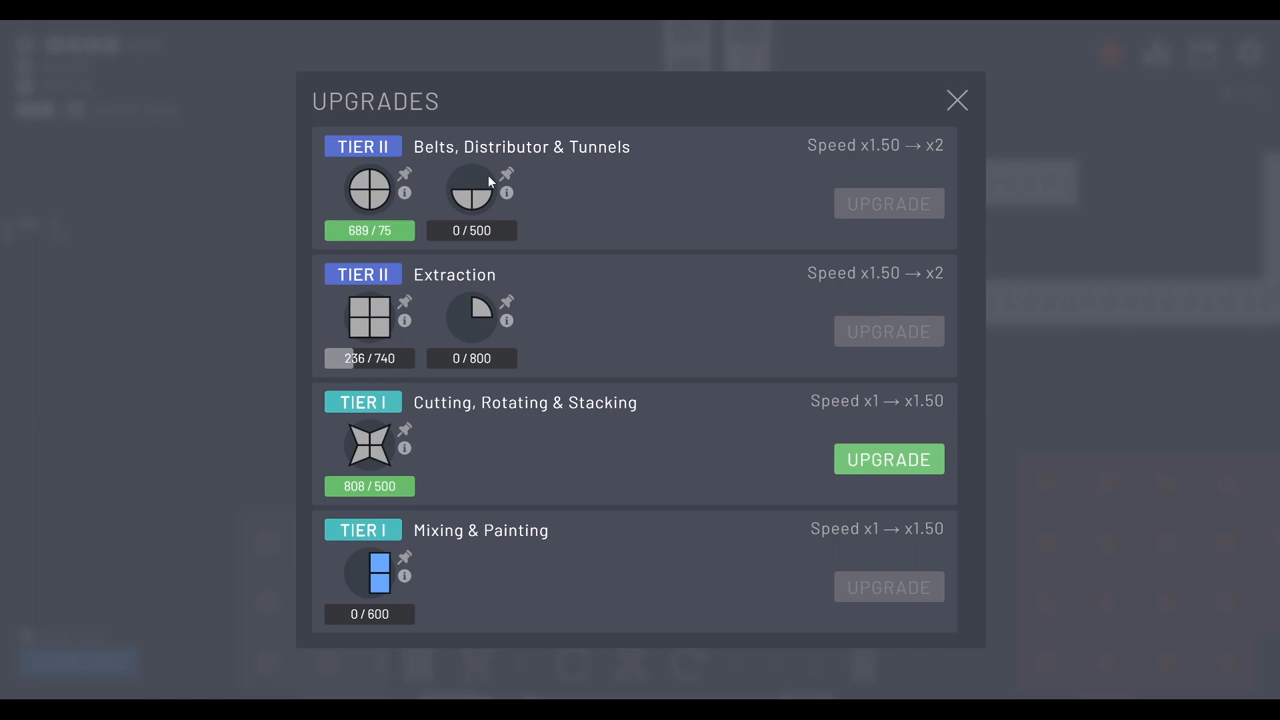 UPGRADES
TIER II Belts, Distributor & Tunnels Speed x1.50 → x2
689 / 75 0 / 500 UPGRADE
TIER II Extraction Speed x1.50 → x2
236 / 740 0 / 800 UPGRADE
TIER I Cutting, Rotating & Stacking Speed x1 → x1.50
808 / 500 UPGRADE
TIER I Mixing & Painting Speed x1 → x1.50
0 / 600 UPGRADE